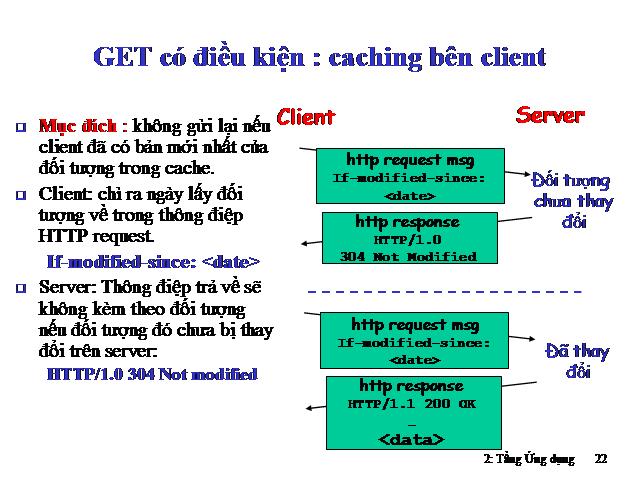 GET có điều kiện : caching bên client
Mục đích : không gửi lại nếu
client đã có bản mới nhất của
đối tượng trong cache.
Client: chỉ ra ngày lấy đối
tượng về trong thông điệp
HTTP request.
If-modified-since: <date>
Server: Thông điệp trả về sẽ
không kèm theo đối tượng
nếu đối tượng đó chưa bị thay
đổi trên server:
HTTP/1.0 304 Not modified
Client
Server
http request msg
If-modified-since:
<date>
Đối tượng
chưa thay
đổi
http response
HTTP/1.0
304 Not Modified
http request msg
If-modified-since:
<date>
Đã thay
đổi
http response
HTTP/1.1 200 OK
…
<data>
2: Tầng Ứng dụng 22